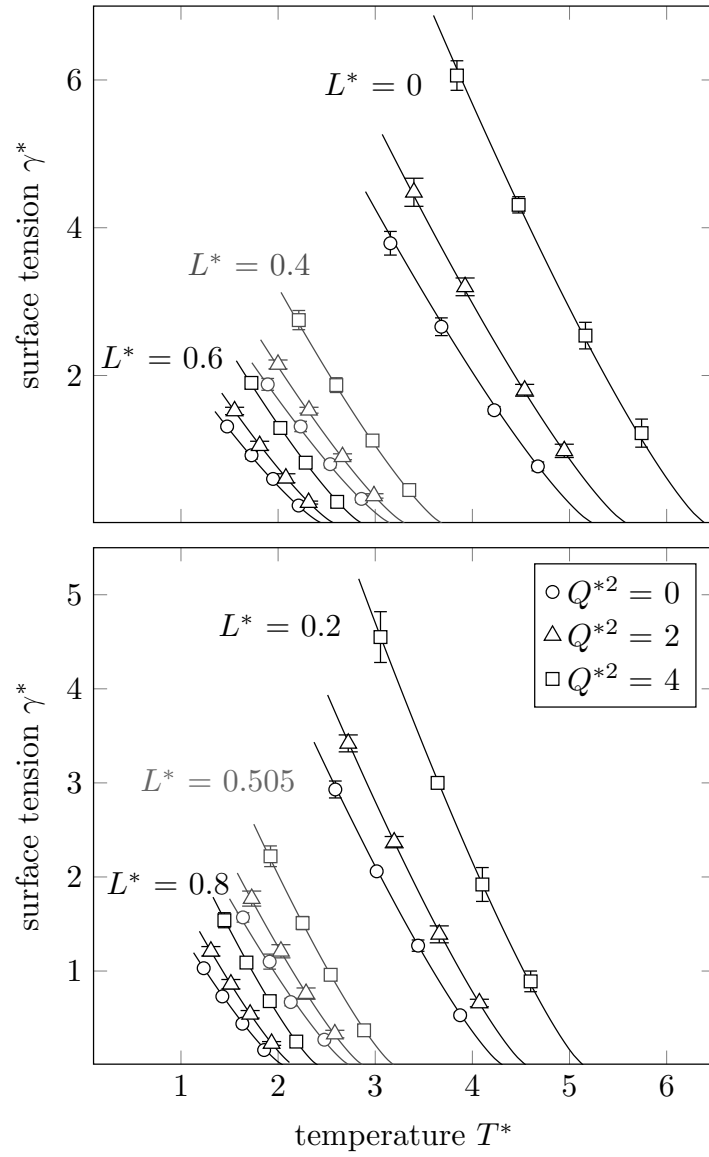 6
4
2
surface tension γ*
L* = 0
L* = 0.4
L* = 0.6
5
4
3
2
1
surface tension γ*
L* = 0.2
L* = 0.505
L* = 0.8
Q*2 = 0
Q*2 = 2
Q*2 = 4
1 2 3 4 5 6
temperature T*